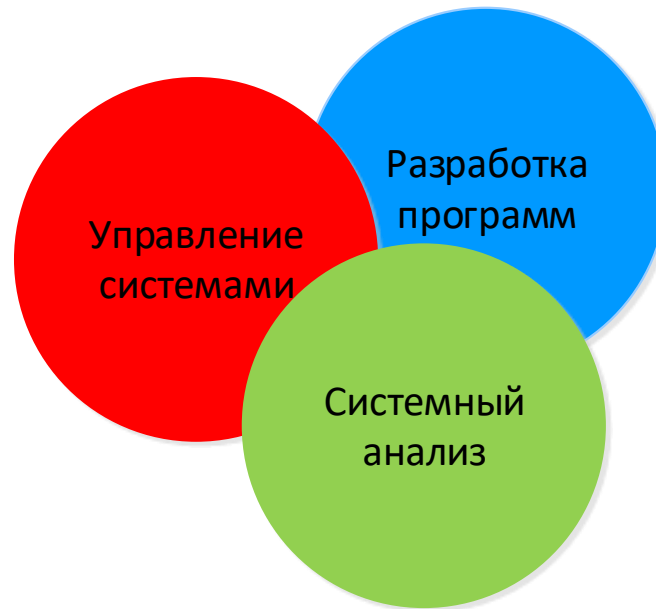 Разработка
программ
Управление
системами
Системный
анализ